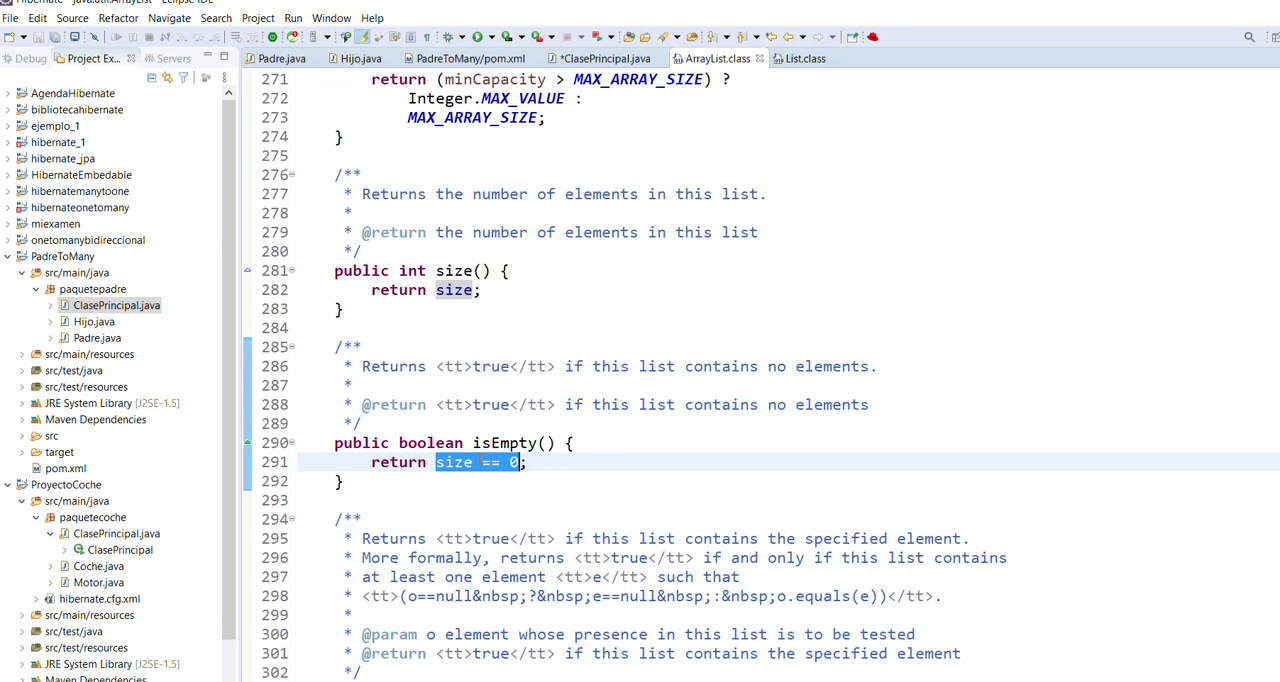 Hibernate - java.util.ArrayList - Eclipse IDE
File Edit Source Refactor Navigate Search Project Run Window Help
Debug Project Ex... Servers
Padre.java Hijo.java PadreToMany/pom.xml *ClasePrincipal.java ArrayList.class List.class
AgendaHibernate
bibliotecahibernate
ejemplo_1
hibernate_1
hibernate_jpa
HibernateEmbedable
hibernatemanytoone
hibernateonetomany
miexamen
onetomanybidireccional
PadreToMany
src/main/java
paquetepadre
ClasePrincipal.java
Hijo.java
Padre.java
src/main/resources
src/test/java
src/test/resources
JRE System Library [J2SE-1.5]
Maven Dependencies
src
target
pom.xml
ProyectoCoche
src/main/java
paquetecoche
ClasePrincipal.java
ClasePrincipal
Coche.java
Motor.java
hibernate.cfg.xml
src/main/resources
src/test/java
src/test/resources
JRE System Library [J2SE-1.5]
Maven Dependencies
271 return (minCapacity > MAX_ARRAY_SIZE) ?
272 Integer.MAX_VALUE :
273 MAX_ARRAY_SIZE;
274 }
275
276 /**
277 * Returns the number of elements in this list.
278 *
279 * @return the number of elements in this list
280 */
281 public int size() {
282 return size;
283 }
284
285 /**
286 * Returns <tt>true</tt> if this list contains no elements.
287 *
288 * @return <tt>true</tt> if this list contains no elements
289 */
290 public boolean isEmpty() {
291 return size == 0;
292 }
293
294 /**
295 * Returns <tt>true</tt> if this list contains the specified element.
296 * More formally, returns <tt>true</tt> if and only if this list contains
297 * at least one element <tt>e</tt> such that
298 * <tt>(o==null&nbsp;?&nbsp;e==null&nbsp;:&nbsp;o.equals(e))</tt>.
299 *
300 * @param o element whose presence in this list is to be tested
301 * @return <tt>true</tt> if this list contains the specified element
302 */